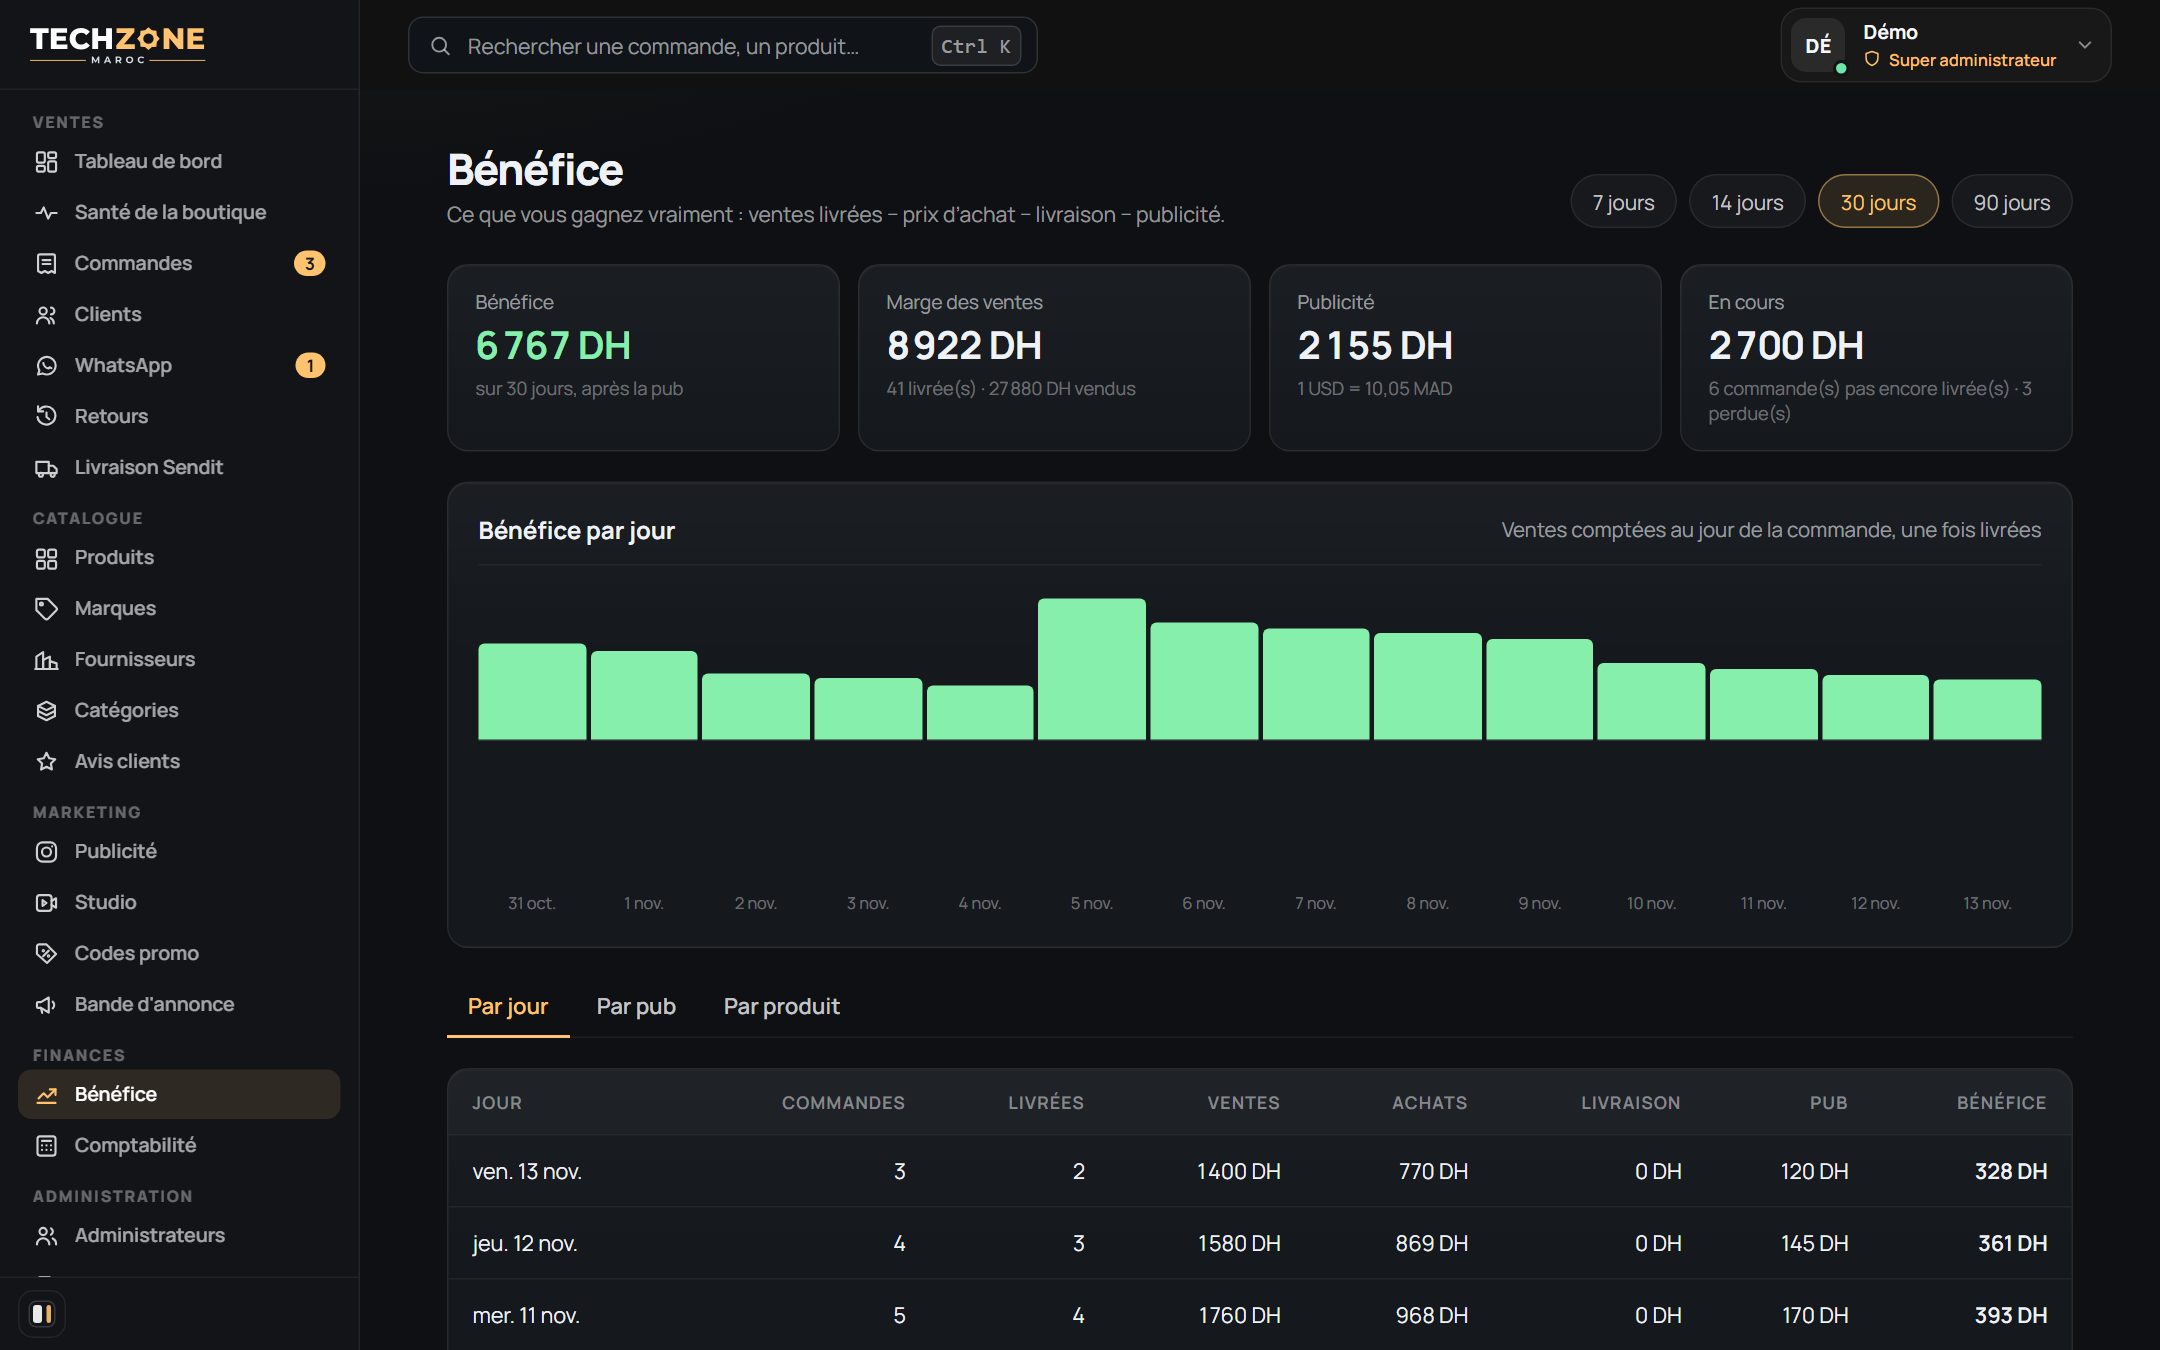 TECHZONE
MAROC
Rechercher une commande, un produit...
Ctrl K
DÉ
Démo
Super administrateur
VENTES
Tableau de bord
Santé de la boutique
Commandes 3
Clients
WhatsApp 1
Retours
Livraison Sendit
CATALOGUE
Produits
Marques
Fournisseurs
Catégories
Avis clients
MARKETING
Publicité
Studio
Codes promo
Bande d'annonce
FINANCES
Bénéfice
Comptabilité
ADMINISTRATION
Administrateurs
Bénéfice
Ce que vous gagnez vraiment : ventes livrées – prix d’achat – livraison – publicité.
7 jours 14 jours 30 jours 90 jours
Bénéfice
6 767 DH
sur 30 jours, après la pub
Marge des ventes
8 922 DH
41 livrée(s) · 27 880 DH vendus
Publicité
2 155 DH
1 USD = 10,05 MAD
En cours
2 700 DH
6 commande(s) pas encore livrée(s) · 3
perdue(s)
Bénéfice par jour
Ventes comptées au jour de la commande, une fois livrées
31 oct. 1 nov. 2 nov. 3 nov. 4 nov. 5 nov. 6 nov. 7 nov. 8 nov. 9 nov. 10 nov. 11 nov. 12 nov. 13 nov.
Par jour Par pub Par produit
JOUR COMMANDES LIVRÉES VENTES ACHATS LIVRAISON PUB BÉNÉFICE
ven. 13 nov. 3 2 1 400 DH 770 DH 0 DH 120 DH 328 DH
jeu. 12 nov. 4 3 1 580 DH 869 DH 0 DH 145 DH 361 DH
mer. 11 nov. 5 4 1 760 DH 968 DH 0 DH 170 DH 393 DH